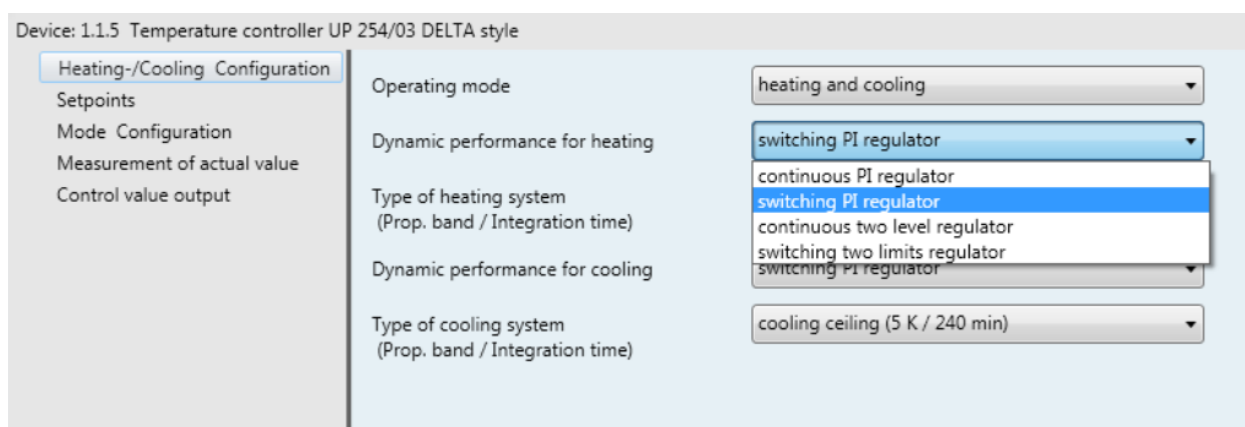 Device: 1.1.5 Temperature controller UP 254/03 DELTA style
Heating-/Cooling Configuration
Setpoints
Mode Configuration
Measurement of actual value
Control value output
Operating mode
heating and cooling
Dynamic performance for heating
switching PI regulator
continuous PI regulator
switching PI regulator
continuous two level regulator
switching two limits regulator
Type of heating system
(Prop. band / Integration time)
Dynamic performance for cooling
switching PI regulator
Type of cooling system
(Prop. band / Integration time)
cooling ceiling (5 K / 240 min)